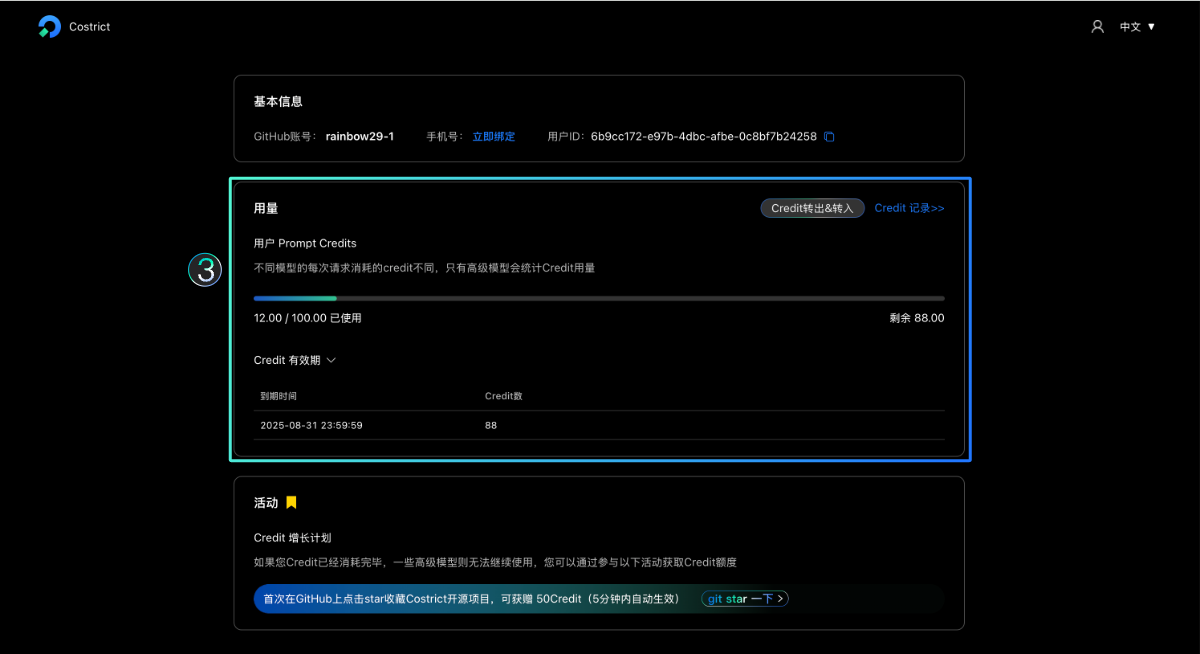 Costrict
中文 ▼
基本信息
GitHub账号: rainbow29-1 手机号: 立即绑定 用户ID: 6b9cc172-e97b-4dbc-afbe-0c8bf7b24258
用量 Credit转出&转入 Credit 记录>>
用户 Prompt Credits
3
不同模型的每次请求消耗的credit不同，只有高级模型会统计Credit用量
12.00 / 100.00 已使用 剩余 88.00
Credit 有效期
到期时间 Credit数
2025-08-31 23:59:59 88
活动
Credit 增长计划
如果您Credit已经消耗完毕，一些高级模型则无法继续使用，您可以通过参与以下活动获取Credit额度
首次在GitHub上点击star收藏Costrict开源项目，可获赠 50Credit（5分钟内自动生效） git star 一下 >